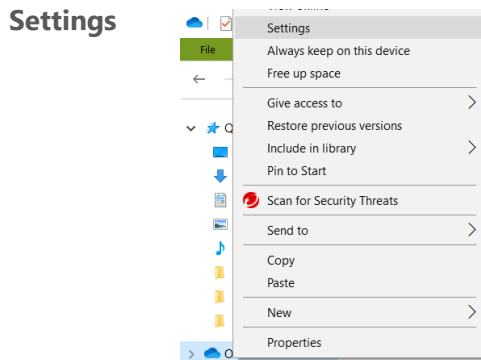 Settings
File
Settings
Always keep on this device
Free up space
Give access to
Restore previous versions
Include in library
Pin to Start
Scan for Security Threats
Send to
Copy
Paste
New
Properties